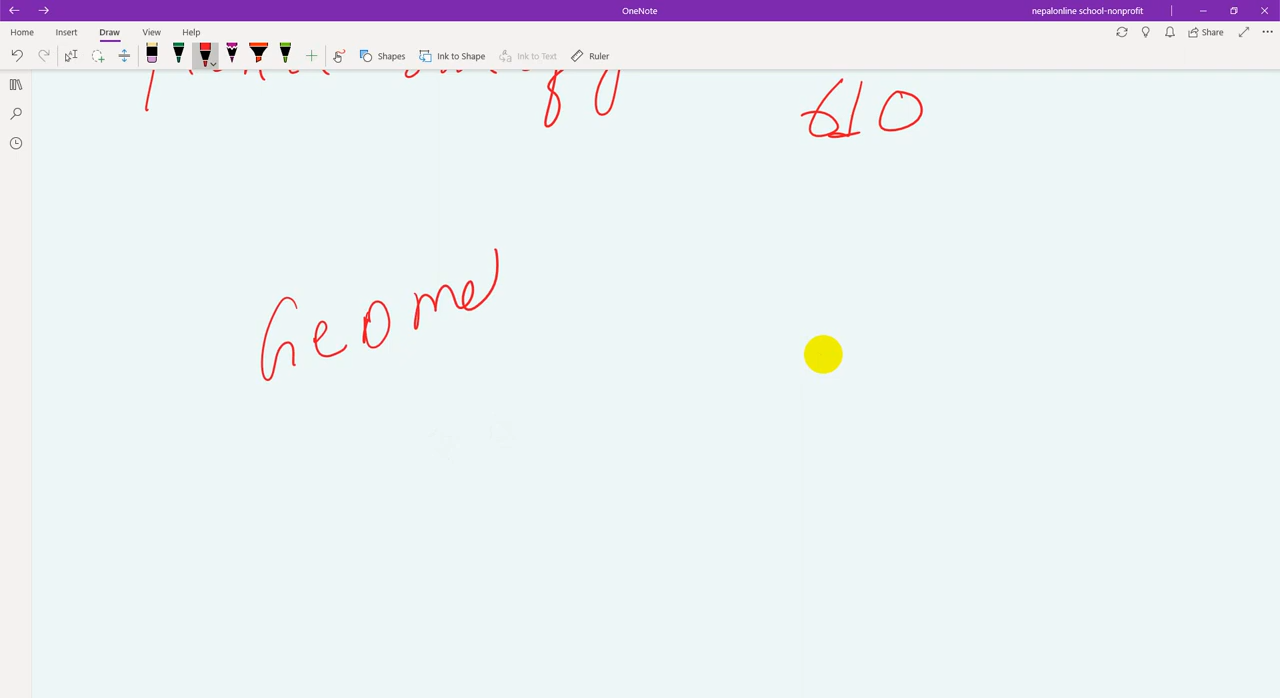 OneNote
nepalonline school-nonprofit
Home Insert Draw View Help
Shapes Ink to Shape Ink to Text Ruler Share
610
Geome